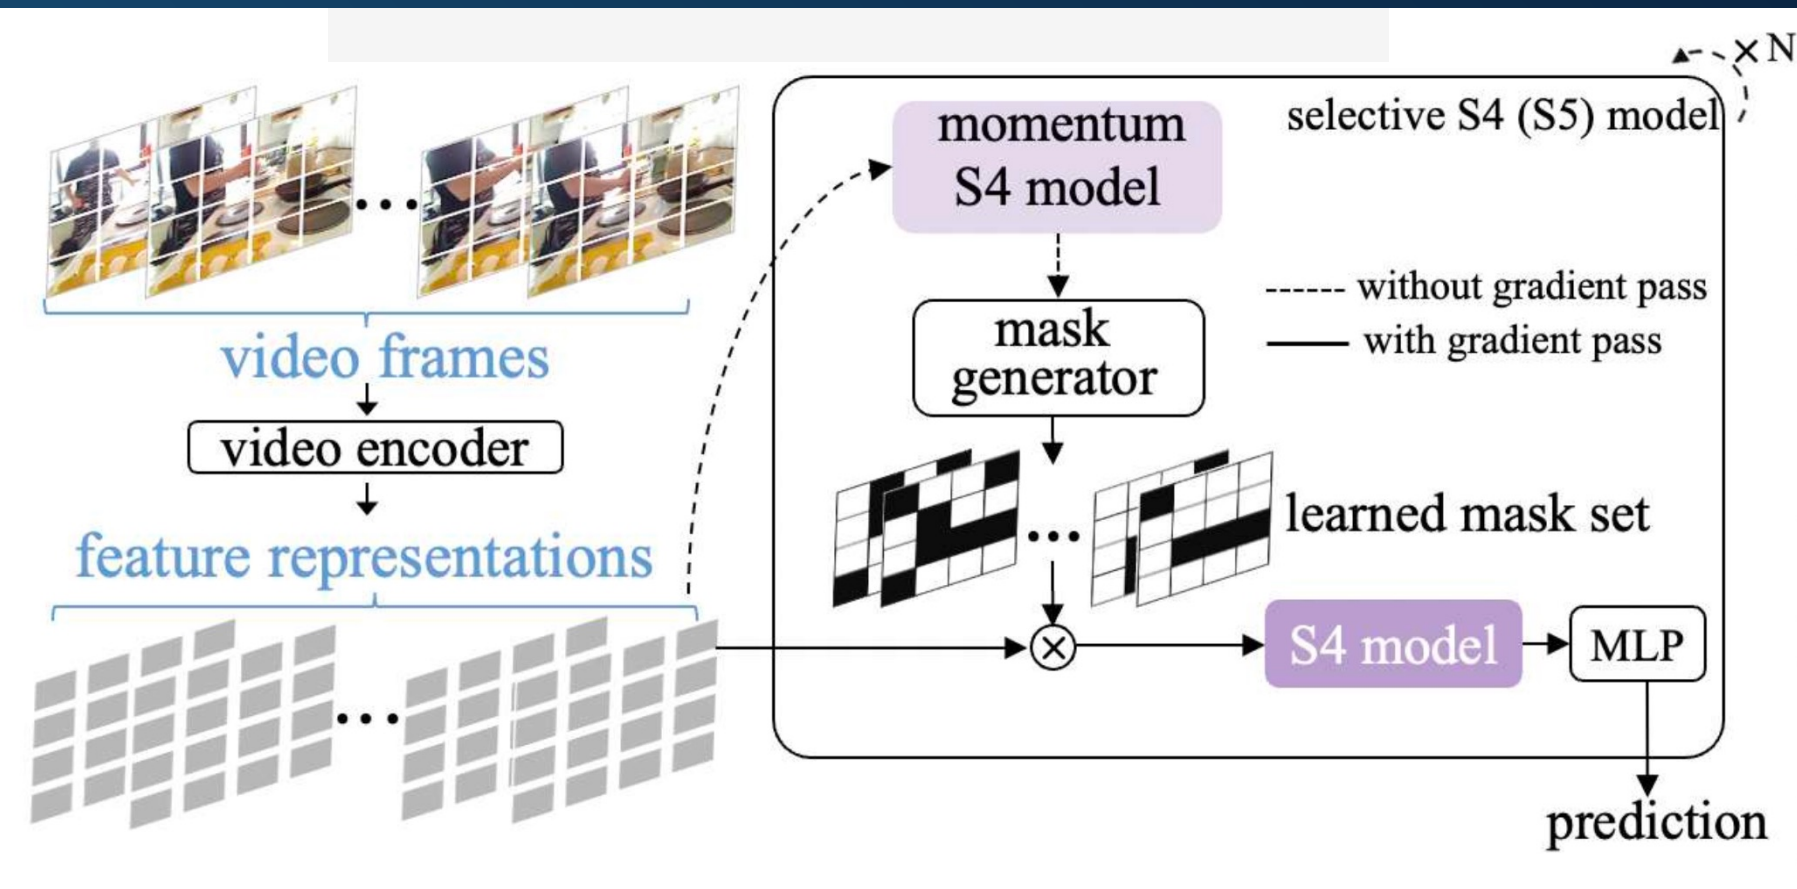 × N
selective S4 (S5) model
momentum
S4 model
------ without gradient pass
with gradient pass
mask
generator
video frames
video encoder
feature representations
learned mask set
S4 model
MLP
prediction